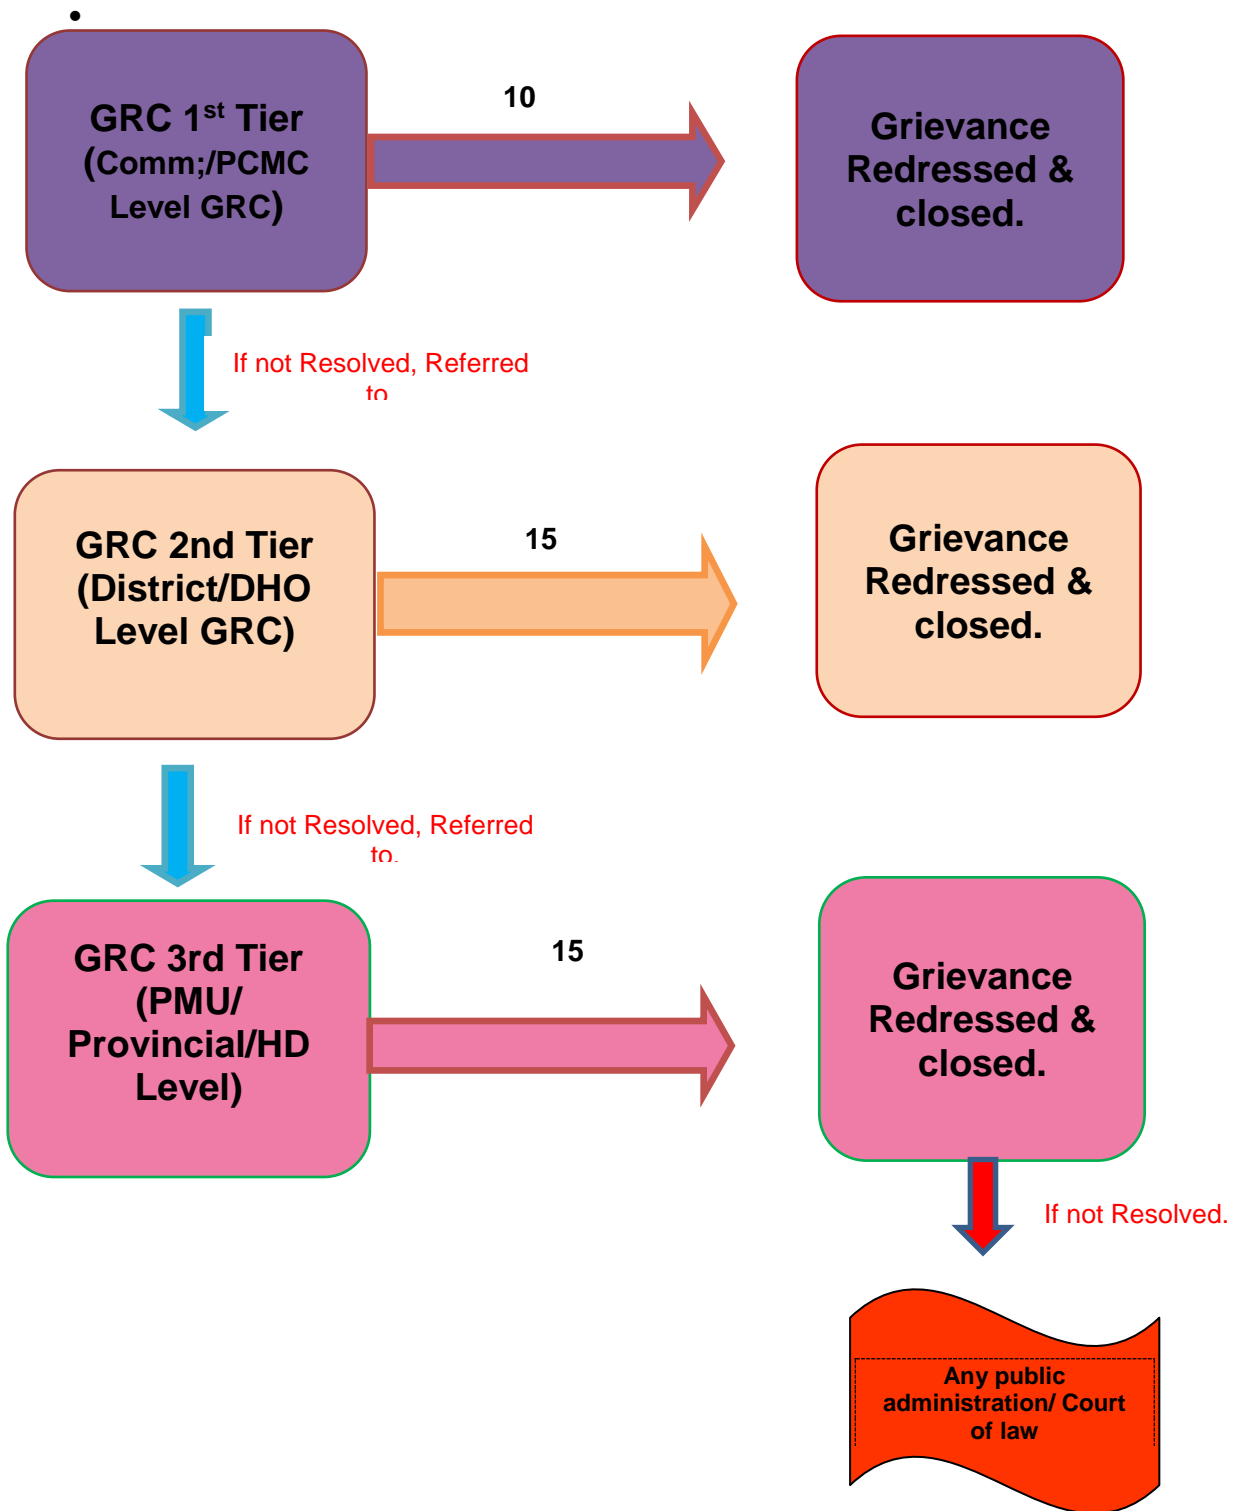 •
GRC 1st Tier
(Comm;/PCMC
Level GRC)
10
Grievance
Redressed &
closed.
If not Resolved, Referred
to
GRC 2nd Tier
(District/DHO
Level GRC)
15
Grievance
Redressed &
closed.
If not Resolved, Referred
to.
GRC 3rd Tier
(PMU/
Provincial/HD
Level)
15
Grievance
Redressed &
closed.
If not Resolved.
Any public
administration/ Court
of law